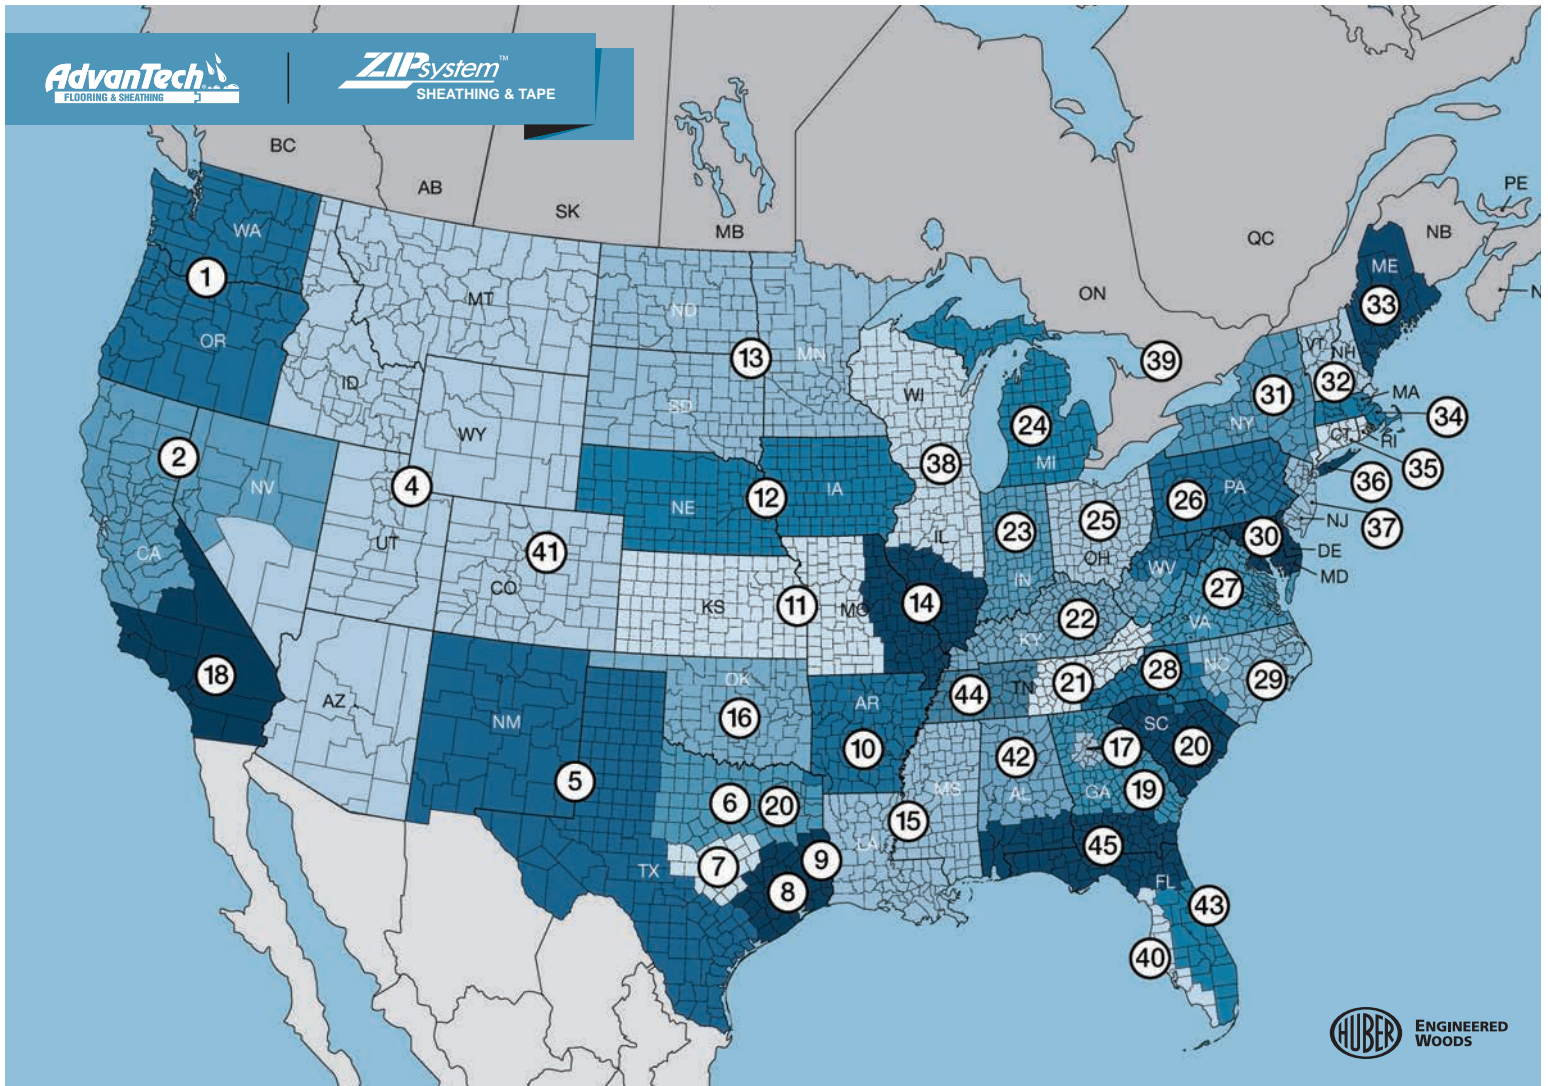 AdvanTech
FLOORING & SHEATHING
ZIPsystem™
SHEATHING & TAPE
BC
AB
SK
MB
ON
QC
PE
NB
N
WA
1
OR
MT
ID
WY
ND
13
MN
SD
WI
39
ME
33
VT
NH
32
MA
31
NY
34
CT
RI
35
36
37
NJ
2
NV
CA
4
UT
41
CO
NE
12
IA
38
IL
24
MI
23
IN
25
OH
26
PA
30
DE
MD
WV
27
VA
KS
11
MO
14
22
KY
18
AZ
NM
5
OK
16
AR
10
44
TN
21
28
NC
29
SC
20
17
GA
19
42
AL
MS
15
LA
6
20
7
TX
8
9
45
FL
43
40
HUBER
ENGINEERED
WOODS